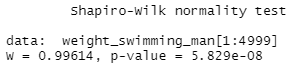 Shapiro-Wilk normality test
data:  weight_swimming_man[1:4999]
W = 0.99614, p-value = 5.829e-08